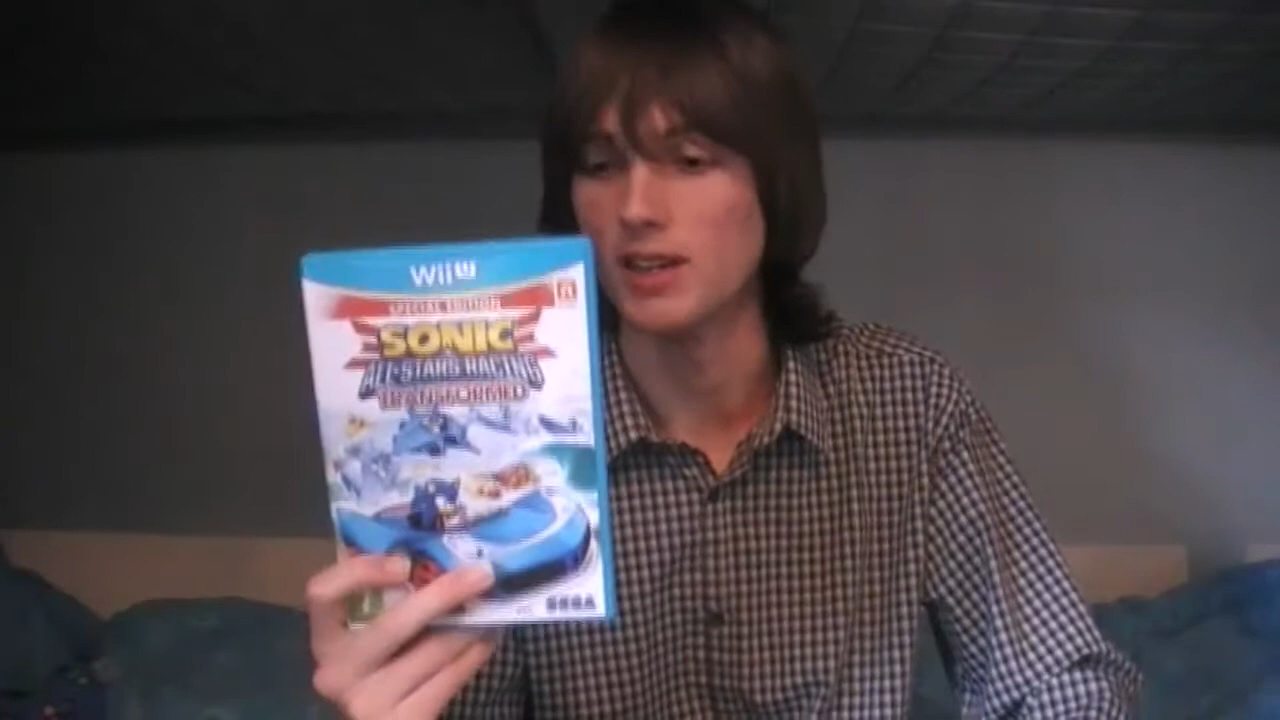 Wii U
SPECIAL EDITION
SONIC
ALL-STARS RACING
TRANSFORMED
SEGA